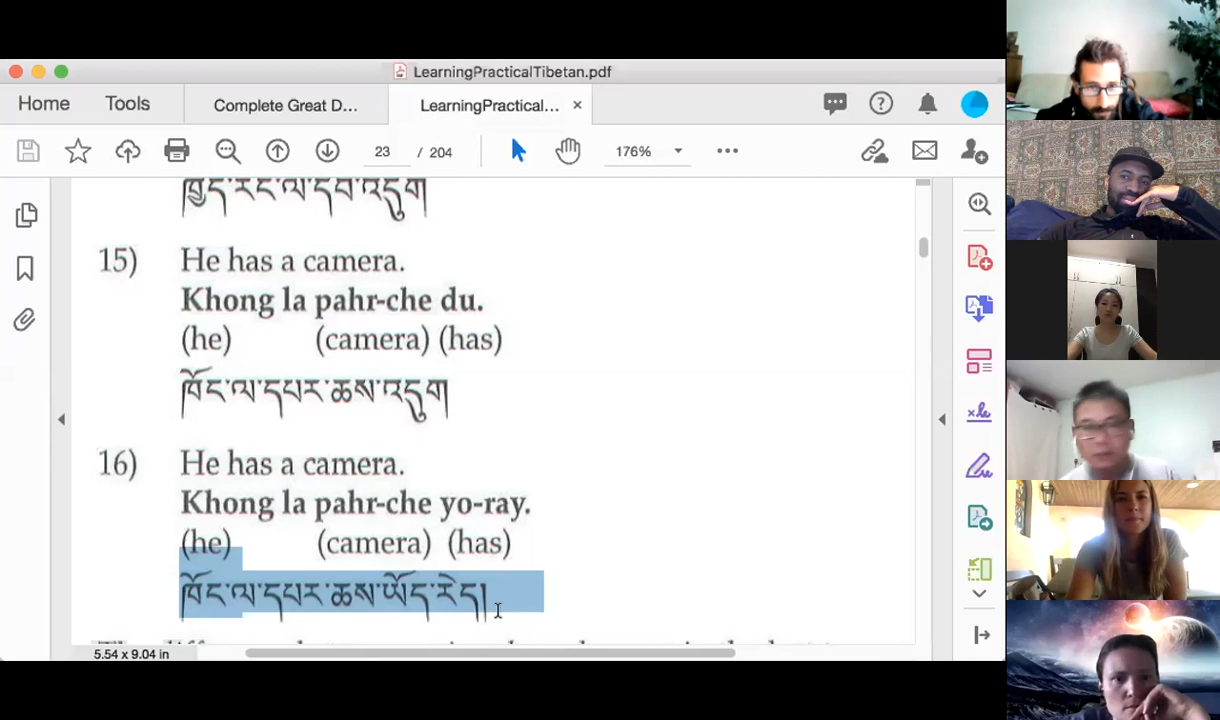 LearningPracticalTibetan.pdf
Home Tools Complete Great D... LearningPractical... ×
23 / 204 176%
ཁྱེད་རང་ལ་དེབ་འདུག
15) He has a camera.
Khong la pahr-che du.
(he) (camera) (has)
ཁོང་ལ་དཔར་ཆས་འདུག
16) He has a camera.
Khong la pahr-che yo-ray.
(he) (camera) (has)
ཁོང་ལ་དཔར་ཆས་ཡོད་རེད།
5.54 x 9.04 in